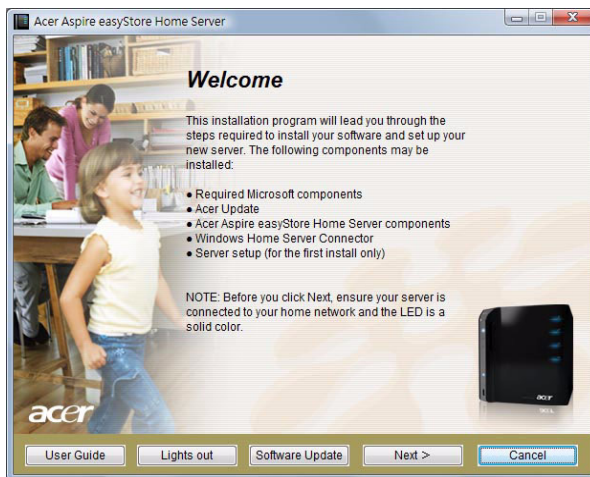 Acer Aspire easyStore Home Server
Welcome
This installation program will lead you through the
steps required to install your software and set up your
new server. The following components may be
installed:
● Required Microsoft components
● Acer Update
● Acer Aspire easyStore Home Server components
● Windows Home Server Connector
● Server setup (for the first install only)
NOTE: Before you click Next, ensure your server is
connected to your home network and the LED is a
solid color.
acer
acer
User Guide
Lights out
Software Update
Next >
Cancel